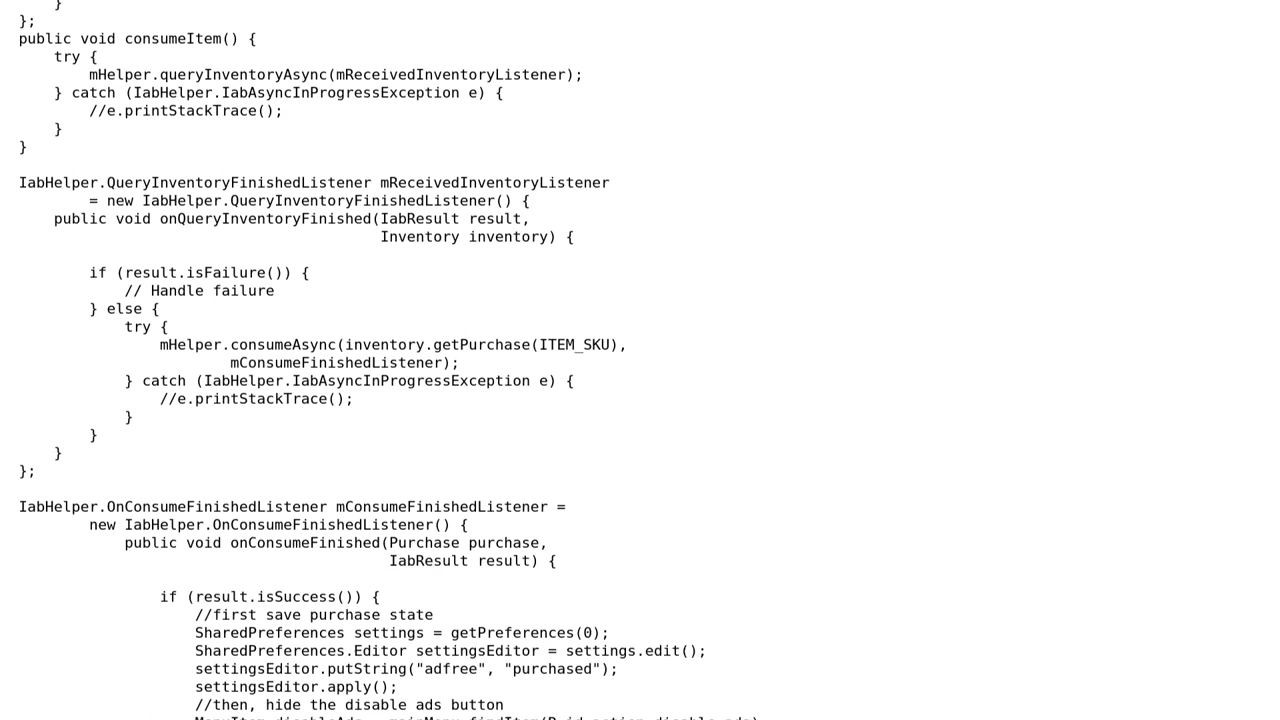 }
};
public void consumeItem() {
    try {
        mHelper.queryInventoryAsync(mReceivedInventoryListener);
    } catch (IabHelper.IabAsyncInProgressException e) {
        //e.printStackTrace();
    }
}

IabHelper.QueryInventoryFinishedListener mReceivedInventoryListener
        = new IabHelper.QueryInventoryFinishedListener() {
    public void onQueryInventoryFinished(IabResult result,
                                         Inventory inventory) {

        if (result.isFailure()) {
            // Handle failure
        } else {
            try {
                mHelper.consumeAsync(inventory.getPurchase(ITEM_SKU),
                        mConsumeFinishedListener);
            } catch (IabHelper.IabAsyncInProgressException e) {
                //e.printStackTrace();
            }
        }
    }
};

IabHelper.OnConsumeFinishedListener mConsumeFinishedListener =
        new IabHelper.OnConsumeFinishedListener() {
            public void onConsumeFinished(Purchase purchase,
                                          IabResult result) {

                if (result.isSuccess()) {
                    //first save purchase state
                    SharedPreferences settings = getPreferences(0);
                    SharedPreferences.Editor settingsEditor = settings.edit();
                    settingsEditor.putString("adfree", "purchased");
                    settingsEditor.apply();
                    //then, hide the disable ads button